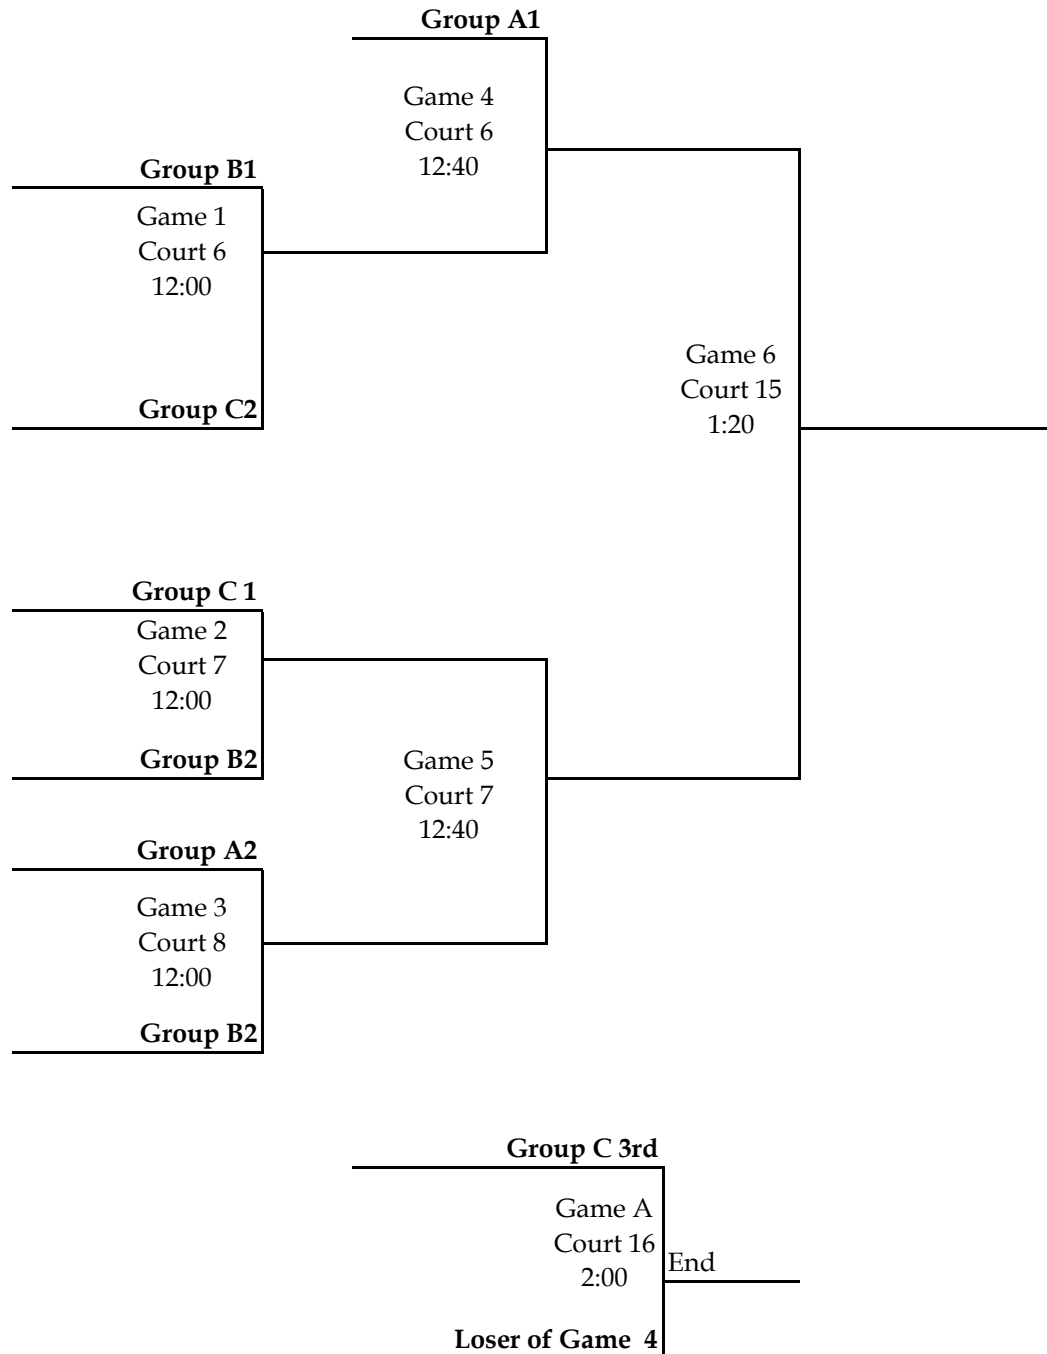 Group A1
Game 4
Court 6
12:40
Group B1
Game 1
Court 6
12:00
Group C2
Game 6
Court 15
1:20
Group C 1
Game 2
Court 7
12:00
Group B2
Game 5
Court 7
12:40
Group A2
Game 3
Court 8
12:00
Group B2
Group C 3rd
Game A
Court 16
2:00
End
Loser of Game  4